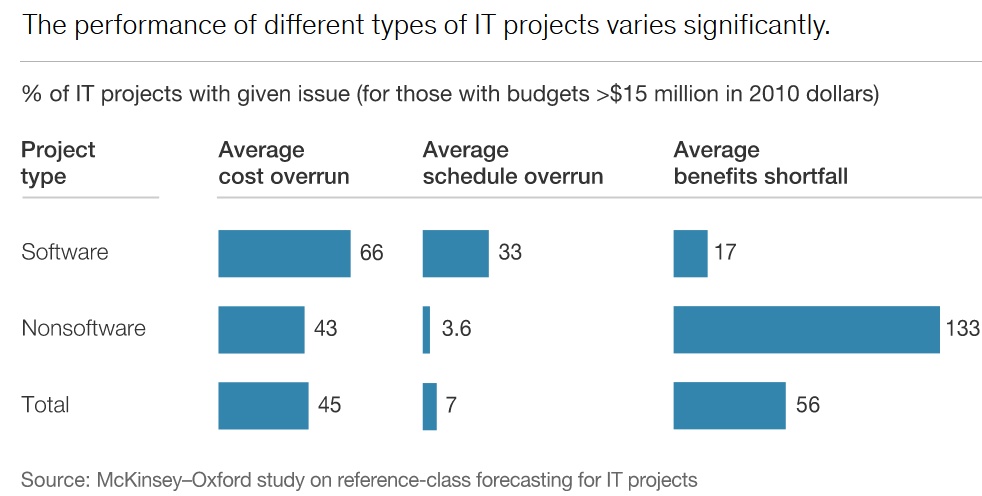 The performance of different types of IT projects varies significantly.
% of IT projects with given issue (for those with budgets >$15 million in 2010 dollars)
Project type
Average cost overrun
Average schedule overrun
Average benefits shortfall
Software 66 33 17
Nonsoftware 43 3.6 133
Total 45 7 56
Source: McKinsey–Oxford study on reference-class forecasting for IT projects